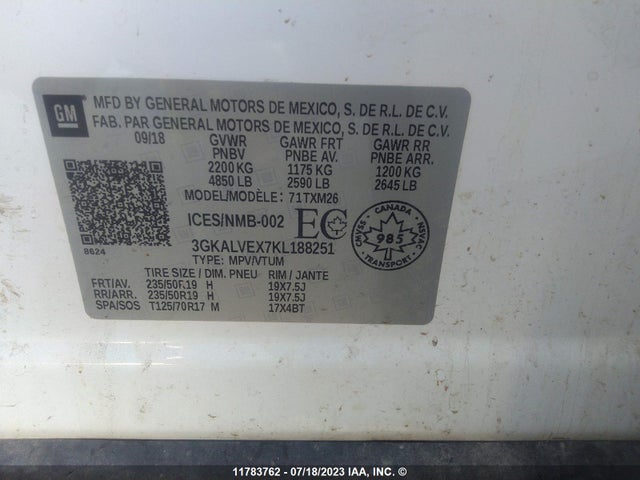 GM
MFD BY GENERAL MOTORS DE MEXICO, S. DE R.L. DE C.V.
FAB. PAR GENERAL MOTORS DE MEXICO, S. DE R.L. DE C.V.
09/18 GVWR GAWR FRT GAWR RR
PNBV PNBE AV. PNBE ARR.
2200 KG 1175 KG 1200 KG
4850 LB 2590 LB 2645 LB
MODEL/MODÈLE: 71TXM26
ICES/NMB-002 EC
CANADA
CMVSS 985 NSVAC
TRANSPORT
8624
3GKALVEX7KL188251
TYPE: MPV/VTUM
TIRE SIZE / DIM. PNEU RIM / JANTE
FRT/AV. 235/50R19 H 19X7.5J
RR/ARR. 235/50R19 H 19X7.5J
SPA/SOS T125/70R17 M 17X4BT
11783762 - 07/18/2023 IAA, INC. ©